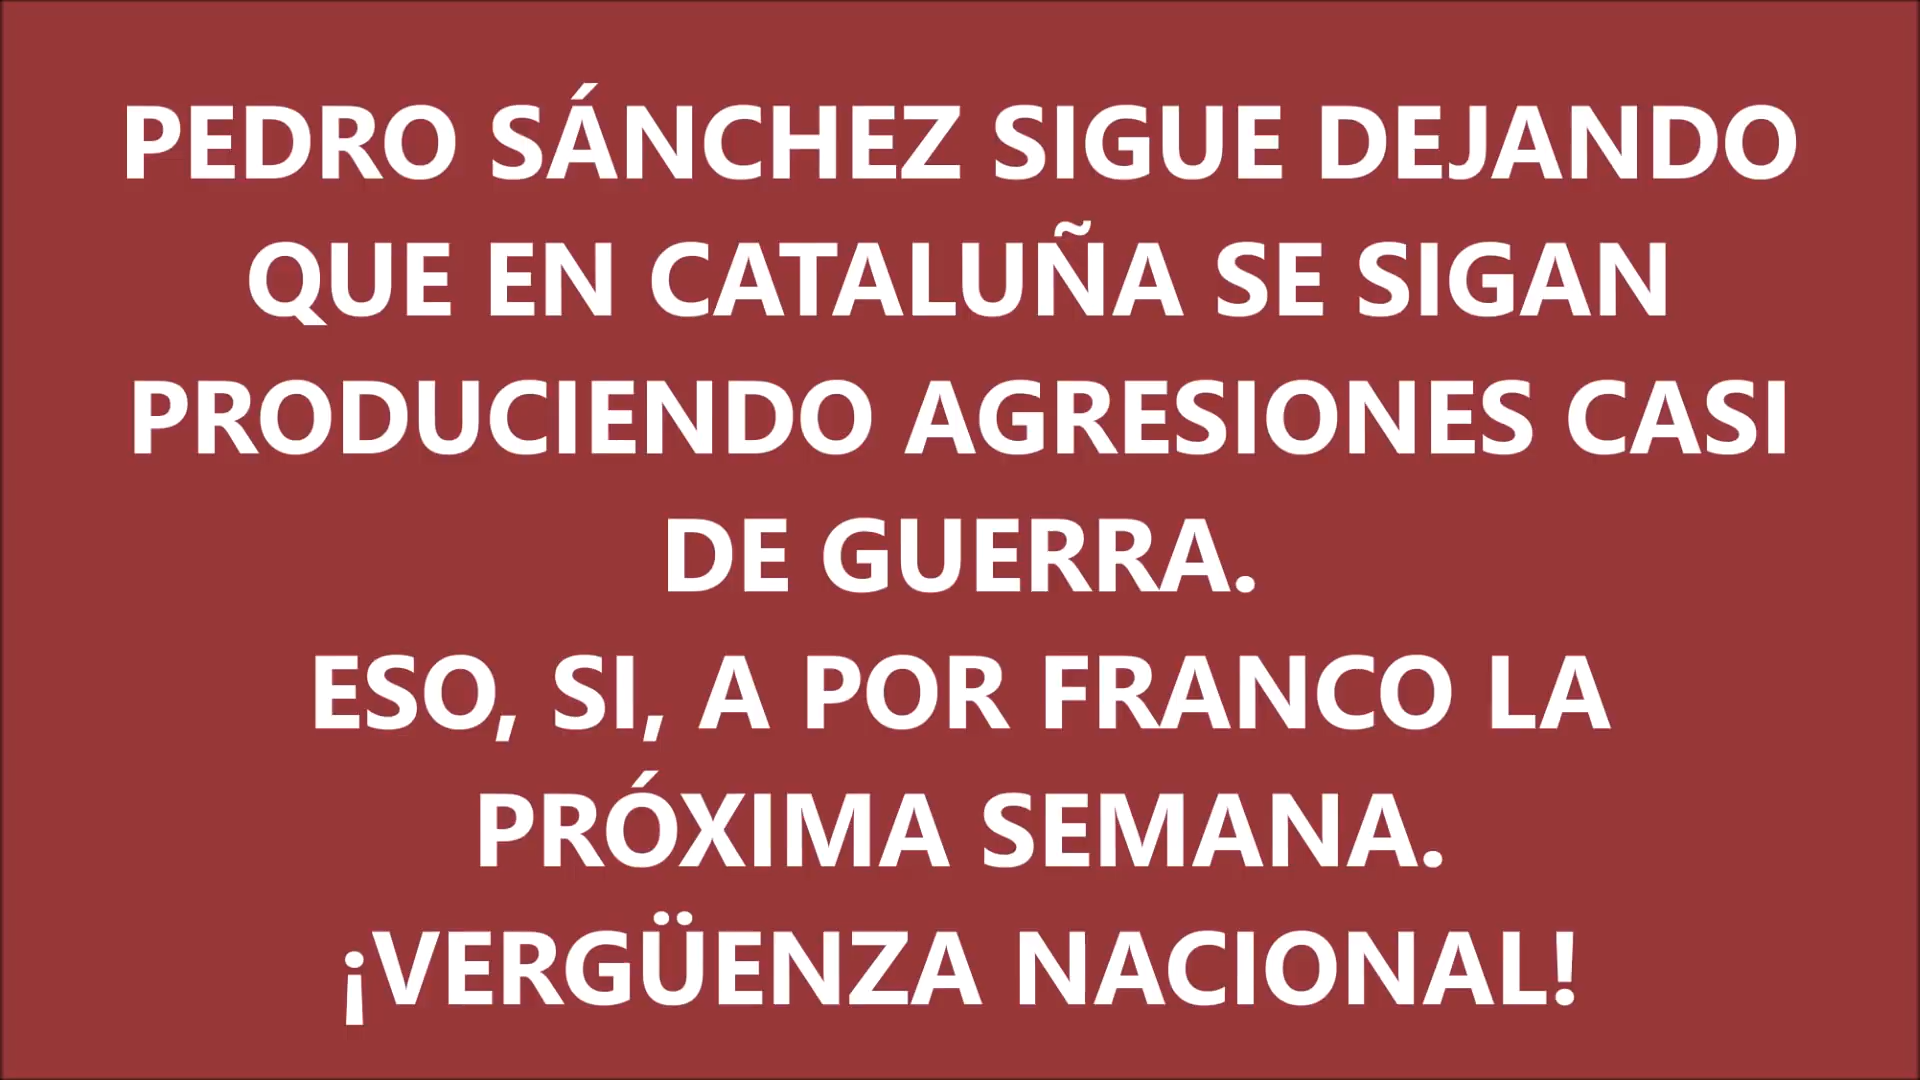 PEDRO SÁNCHEZ SIGUE DEJANDO
QUE EN CATALUÑA SE SIGAN
PRODUCIENDO AGRESIONES CASI
DE GUERRA.
ESO, SI, A POR FRANCO LA
PRÓXIMA SEMANA.
¡VERGÜENZA NACIONAL!